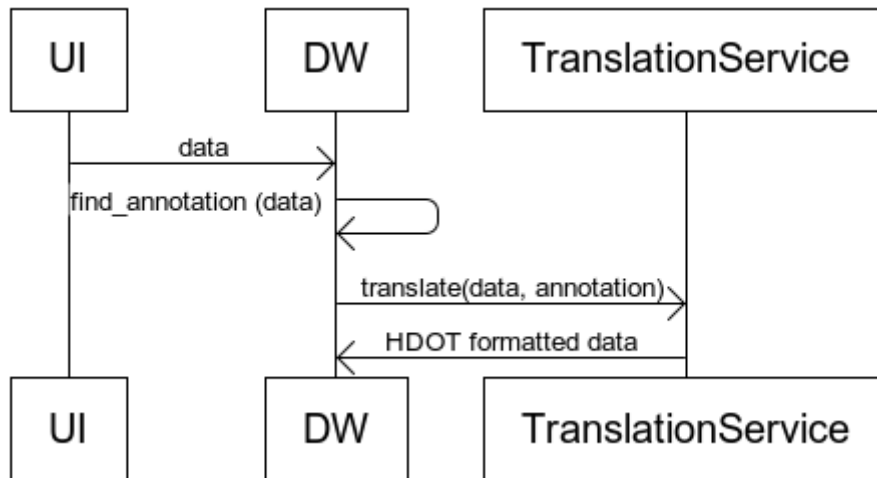 UI
DW
TranslationService
data
find_annotation (data)
translate(data, annotation)
HDOT formatted data
UI
DW
TranslationService